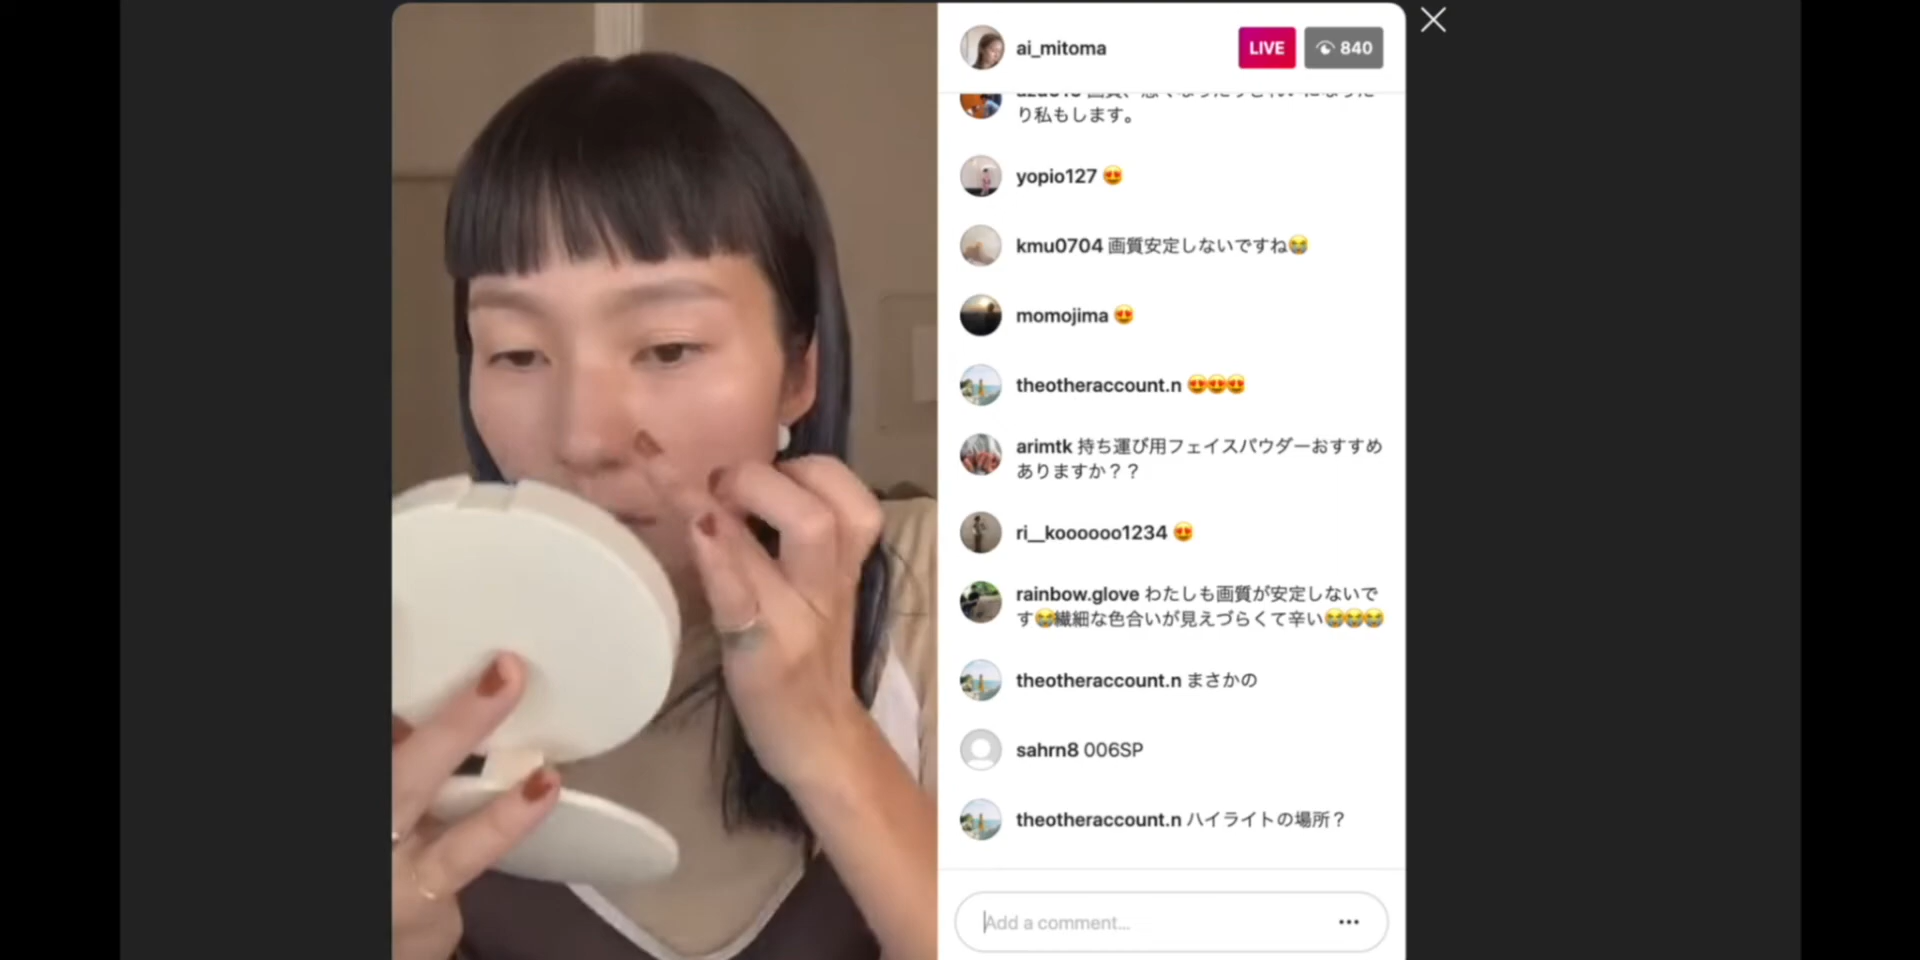 ai_mitoma
LIVE
840
り私もします。
yopio127 😍
kmu0704 画質安定しないですね😭
momojima 😍
theotheraccount.n 😍😍😍
arimtk 持ち運び用フェイスパウダーおすすめ
ありますか？？
ri__koooooo1234 😍
rainbow.glove わたしも画質が安定しないで
す😭繊細な色合いが見えづらくて辛い😭😭😭
theotheraccount.n まさかの
sahrn8 006SP
theotheraccount.n ハイライトの場所？
Add a comment...